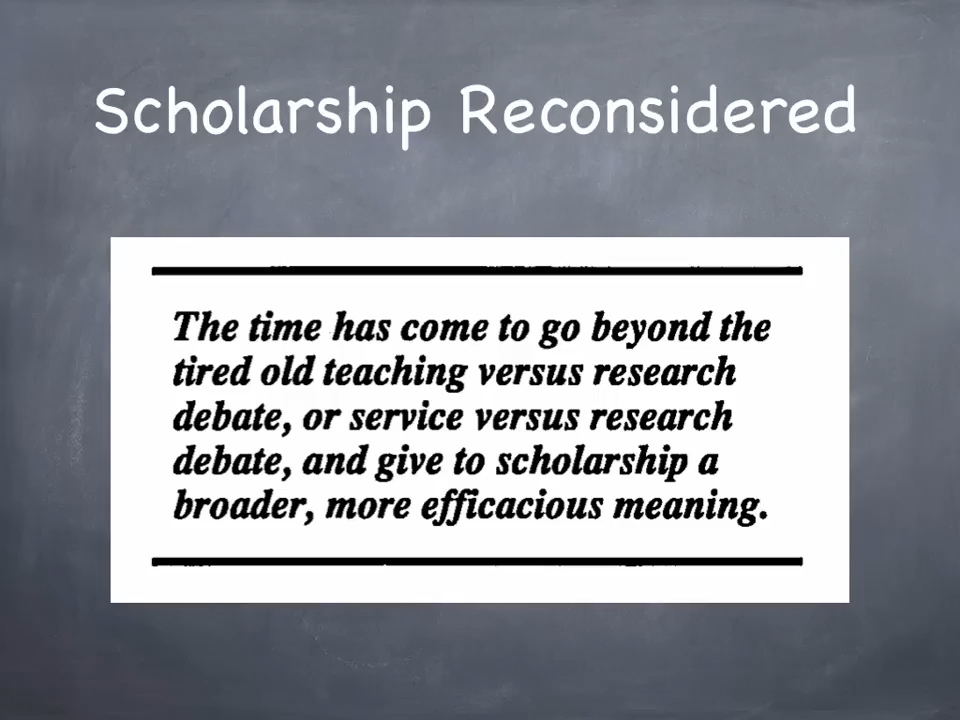 Scholarship Reconsidered
The time has come to go beyond the
tired old teaching versus research
debate, or service versus research
debate, and give to scholarship a
broader, more efficacious meaning.